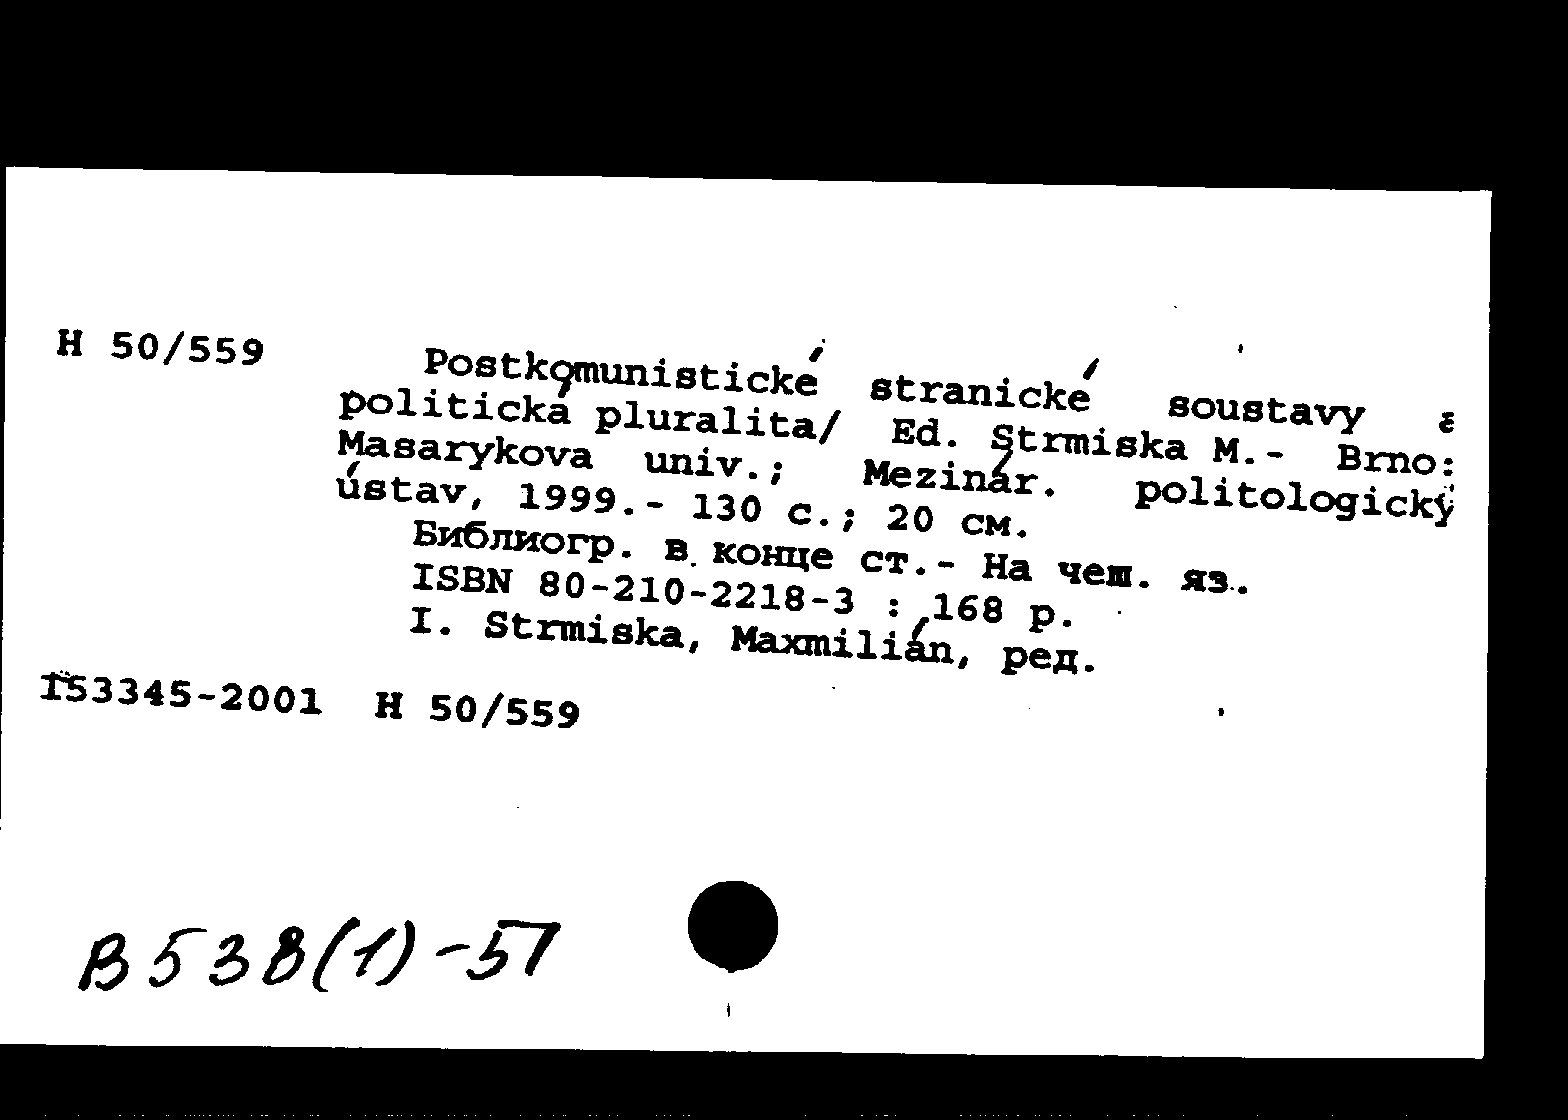 Н 50/559
Postkomunistické stranické soustavy a
politická pluralita/ Ed. Strmiska M.- Brno:
Masarykova univ.; Mezinár. politologický
ústav, 1999.- 130 с.; 20 см.
Библиогр. в конце ст.- На чеш. яз..
ISBN 80-210-2218-3 : 168 р.
I. Strmiska, Maxmilián, ред.
I53345-2001 Н 50/559
В538(1)-57